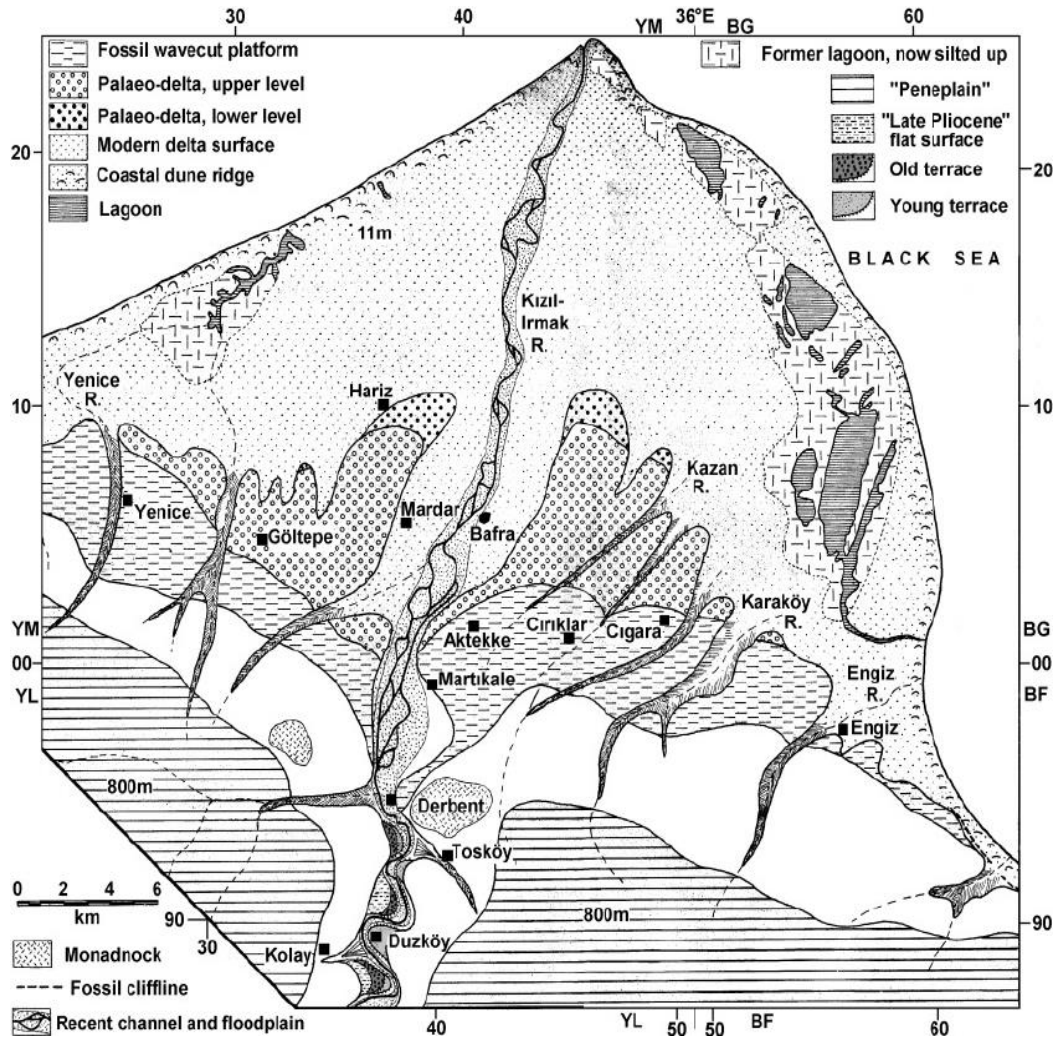 30
40
36°E
60
YM
BG
Fossil wavecut platform
Palaeo-delta, upper level
Palaeo-delta, lower level
Modern delta surface
Coastal dune ridge
Lagoon
Former lagoon, now silted up
"Peneplain"
"Late Pliocene"
flat surface
Old terrace
Young terrace
20
20
11m
BLACK SEA
Kızıl-
Irmak
R.
Yenice
R.
Hariz
10
10
Kazan
R.
Yenice
Mardar
Göltepe
Bafra
Karaköy
R.
YM
00
YL
BG
00
BF
Aktekke
Cırıklar
Cıgara
Martıkale
Engiz
R.
Engiz
800m
Derbent
Tosköy
0 2 4 6
km
90
30
800m
90
Kolay
Duzköy
Monadnock
Fossil cliffline
Recent channel and floodplain
40
YL
50
50
BF
60